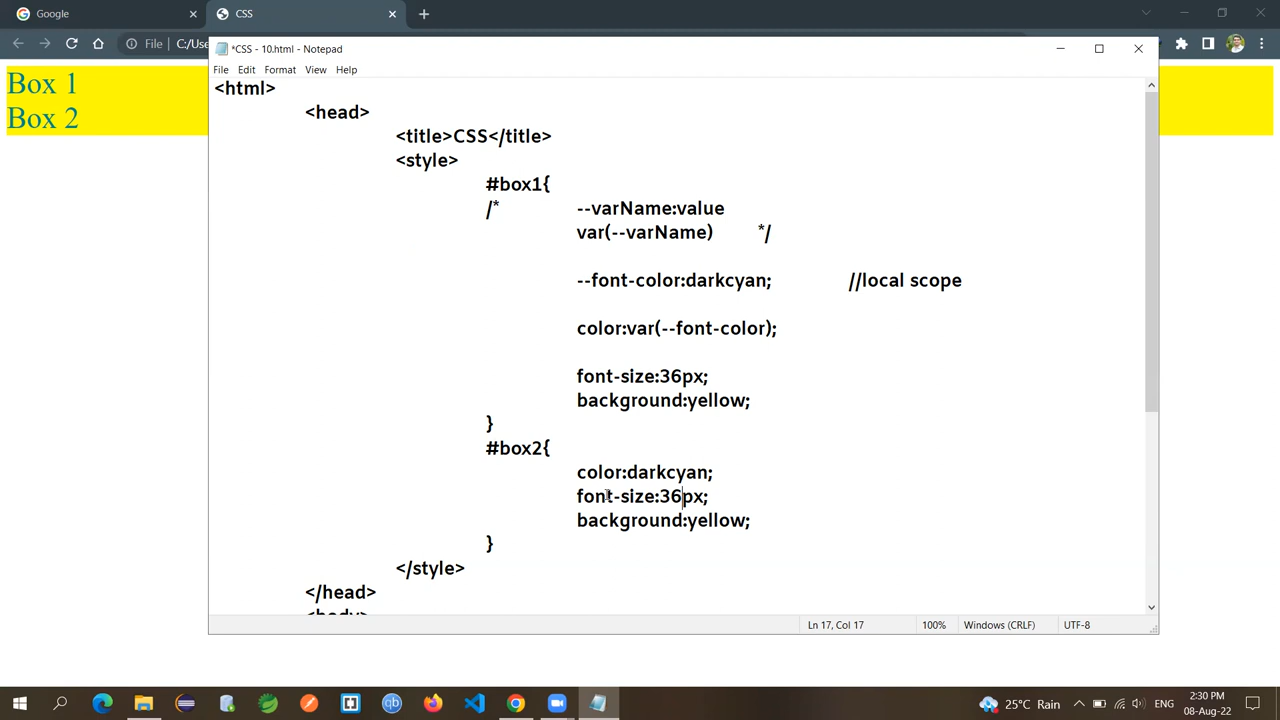 Google
CSS
File
C:/Use
*CSS - 10.html - Notepad
File Edit Format View Help
Box 1
Box 2
<html>
<head>
<title>CSS</title>
<style>
#box1{
/* --varName:value
var(--varName) */
--font-color:darkcyan; //local scope
color:var(--font-color);
font-size:36px;
background:yellow;
}
#box2{
color:darkcyan;
font-size:36px;
background:yellow;
}
</style>
</head>
<body>
Ln 17, Col 17 100% Windows (CRLF) UTF-8
qb
25°C Rain
2:30 PM
08-Aug-22